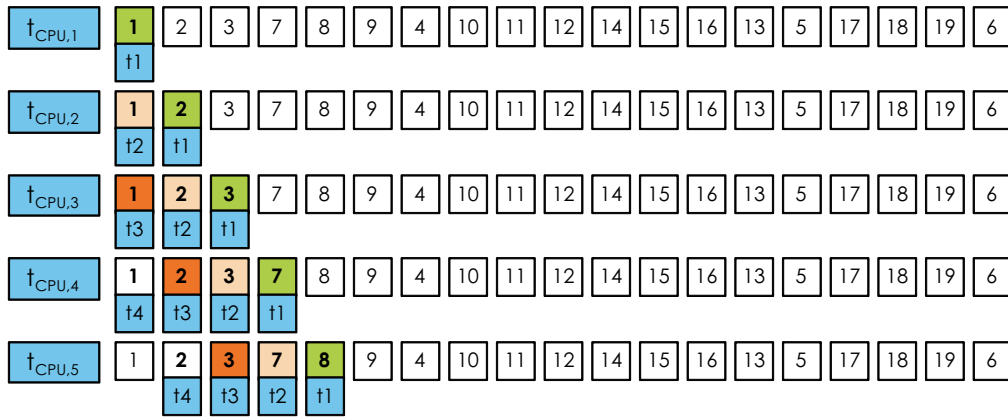 t_CPU,1 1 2 3 7 8 9 4 10 11 12 14 15 16 13 5 17 18 19 6
t1
t_CPU,2 1 2 3 7 8 9 4 10 11 12 14 15 16 13 5 17 18 19 6
t2 t1
t_CPU,3 1 2 3 7 8 9 4 10 11 12 14 15 16 13 5 17 18 19 6
t3 t2 t1
t_CPU,4 1 2 3 7 8 9 4 10 11 12 14 15 16 13 5 17 18 19 6
t4 t3 t2 t1
t_CPU,5 1 2 3 7 8 9 4 10 11 12 14 15 16 13 5 17 18 19 6
t4 t3 t2 t1